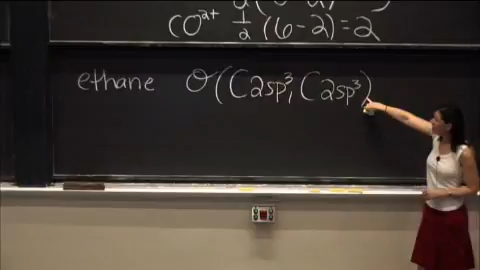 CO²⁺ ½ (6-2) = 2
ethane σ(C2sp³, C2sp³)